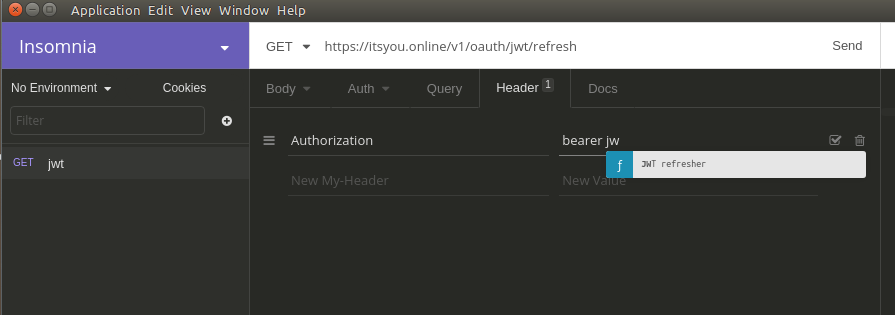 Application Edit View Window Help
Insomnia
GET https://itsyou.online/v1/oauth/jwt/refresh Send
No Environment Cookies
Body Auth Query Header 1 Docs
Filter
Authorization bearer jw
GET jwt
JWT refresher
New My-Header New Value